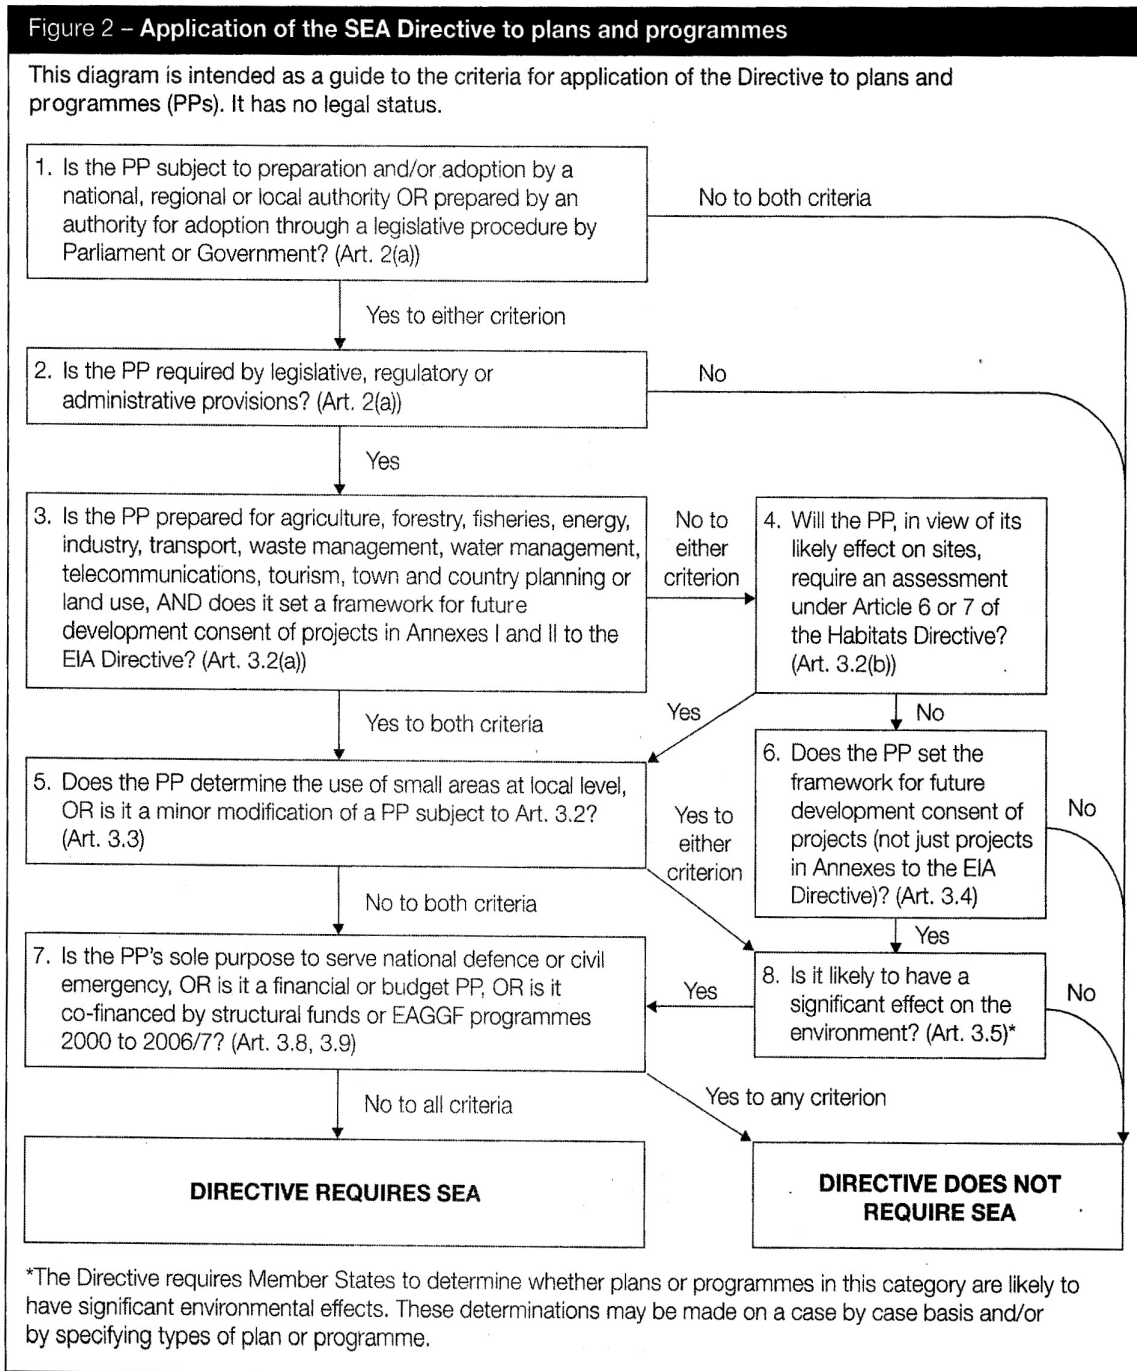 Figure 2 – Application of the SEA Directive to plans and programmes
This diagram is intended as a guide to the criteria for application of the Directive to plans and
programmes (PPs). It has no legal status.
1. Is the PP subject to preparation and/or adoption by a
national, regional or local authority OR prepared by an
authority for adoption through a legislative procedure by
Parliament or Government? (Art. 2(a))
No to both criteria
Yes to either criterion
2. Is the PP required by legislative, regulatory or
administrative provisions? (Art. 2(a))
No
Yes
3. Is the PP prepared for agriculture, forestry, fisheries, energy,
industry, transport, waste management, water management,
telecommunications, tourism, town and country planning or
land use, AND does it set a framework for future
development consent of projects in Annexes I and II to the
EIA Directive? (Art. 3.2(a))
No to
either
criterion
4. Will the PP, in view of its
likely effect on sites,
require an assessment
under Article 6 or 7 of
the Habitats Directive?
(Art. 3.2(b))
Yes to both criteria
Yes
No
5. Does the PP determine the use of small areas at local level,
OR is it a minor modification of a PP subject to Art. 3.2?
(Art. 3.3)
Yes to
either
criterion
6. Does the PP set the
framework for future
development consent of
projects (not just projects
in Annexes to the EIA
Directive)? (Art. 3.4)
No
No to both criteria
Yes
7. Is the PP's sole purpose to serve national defence or civil
emergency, OR is it a financial or budget PP, OR is it
co-financed by structural funds or EAGGF programmes
2000 to 2006/7? (Art. 3.8, 3.9)
Yes
8. Is it likely to have a
significant effect on the
environment? (Art. 3.5)*
No
No to all criteria
Yes to any criterion
DIRECTIVE REQUIRES SEA
DIRECTIVE DOES NOT
REQUIRE SEA
*The Directive requires Member States to determine whether plans or programmes in this category are likely to
have significant environmental effects. These determinations may be made on a case by case basis and/or
by specifying types of plan or programme.